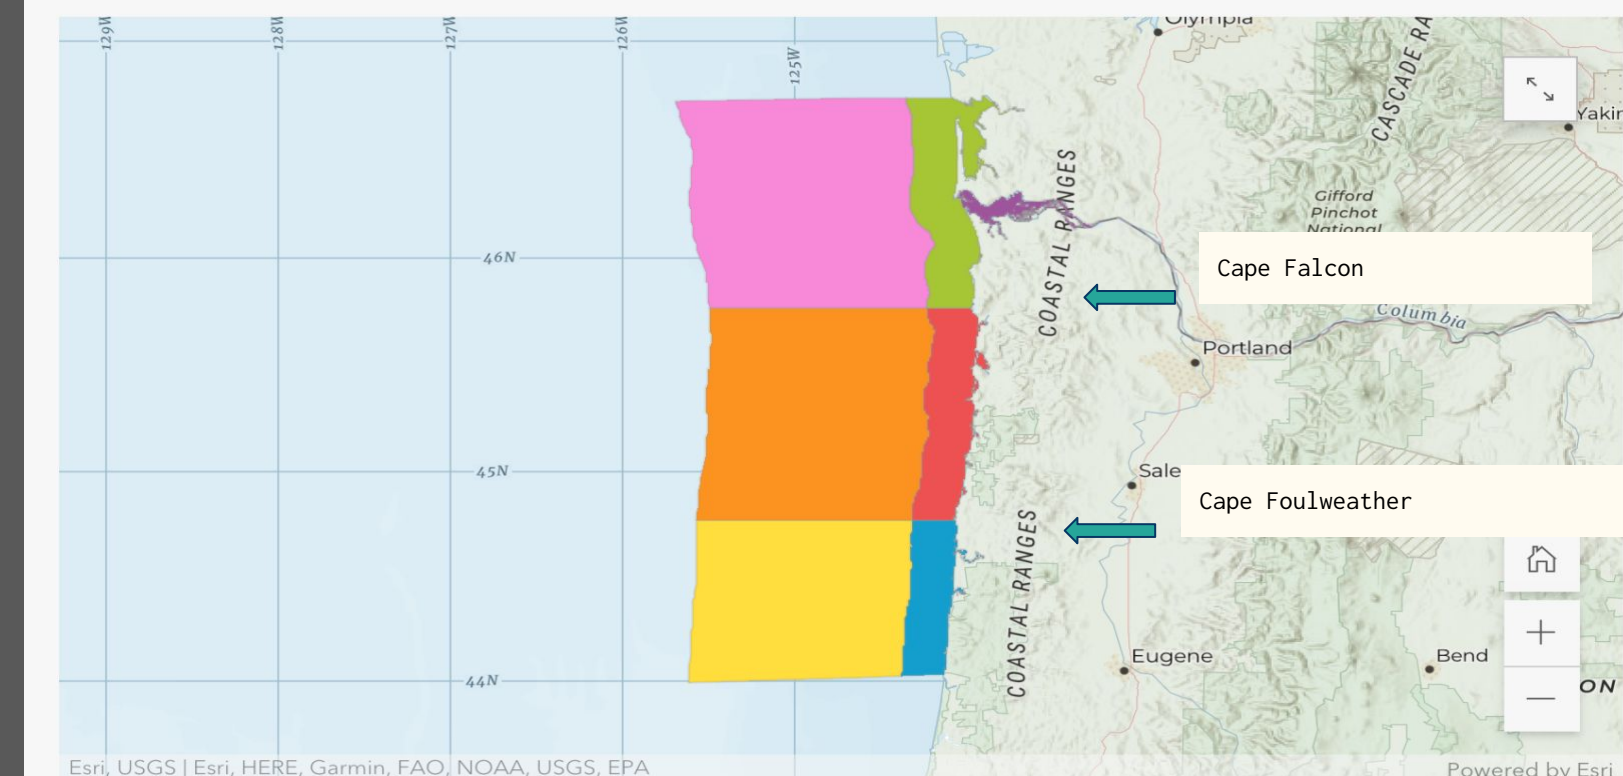 129W
128W
127W
126W
125W
Olympia
CASCADE RA
Yakir
COASTAL RANGES
Gifford
Pinchot
National
46N
Cape Falcon
Columbia
Portland
45N
Sale
Cape Foulweather
COASTAL RANGES
Eugene
Bend
44N
ON
Esri, USGS | Esri, HERE, Garmin, FAO, NOAA, USGS, EPA
Powered by Esri